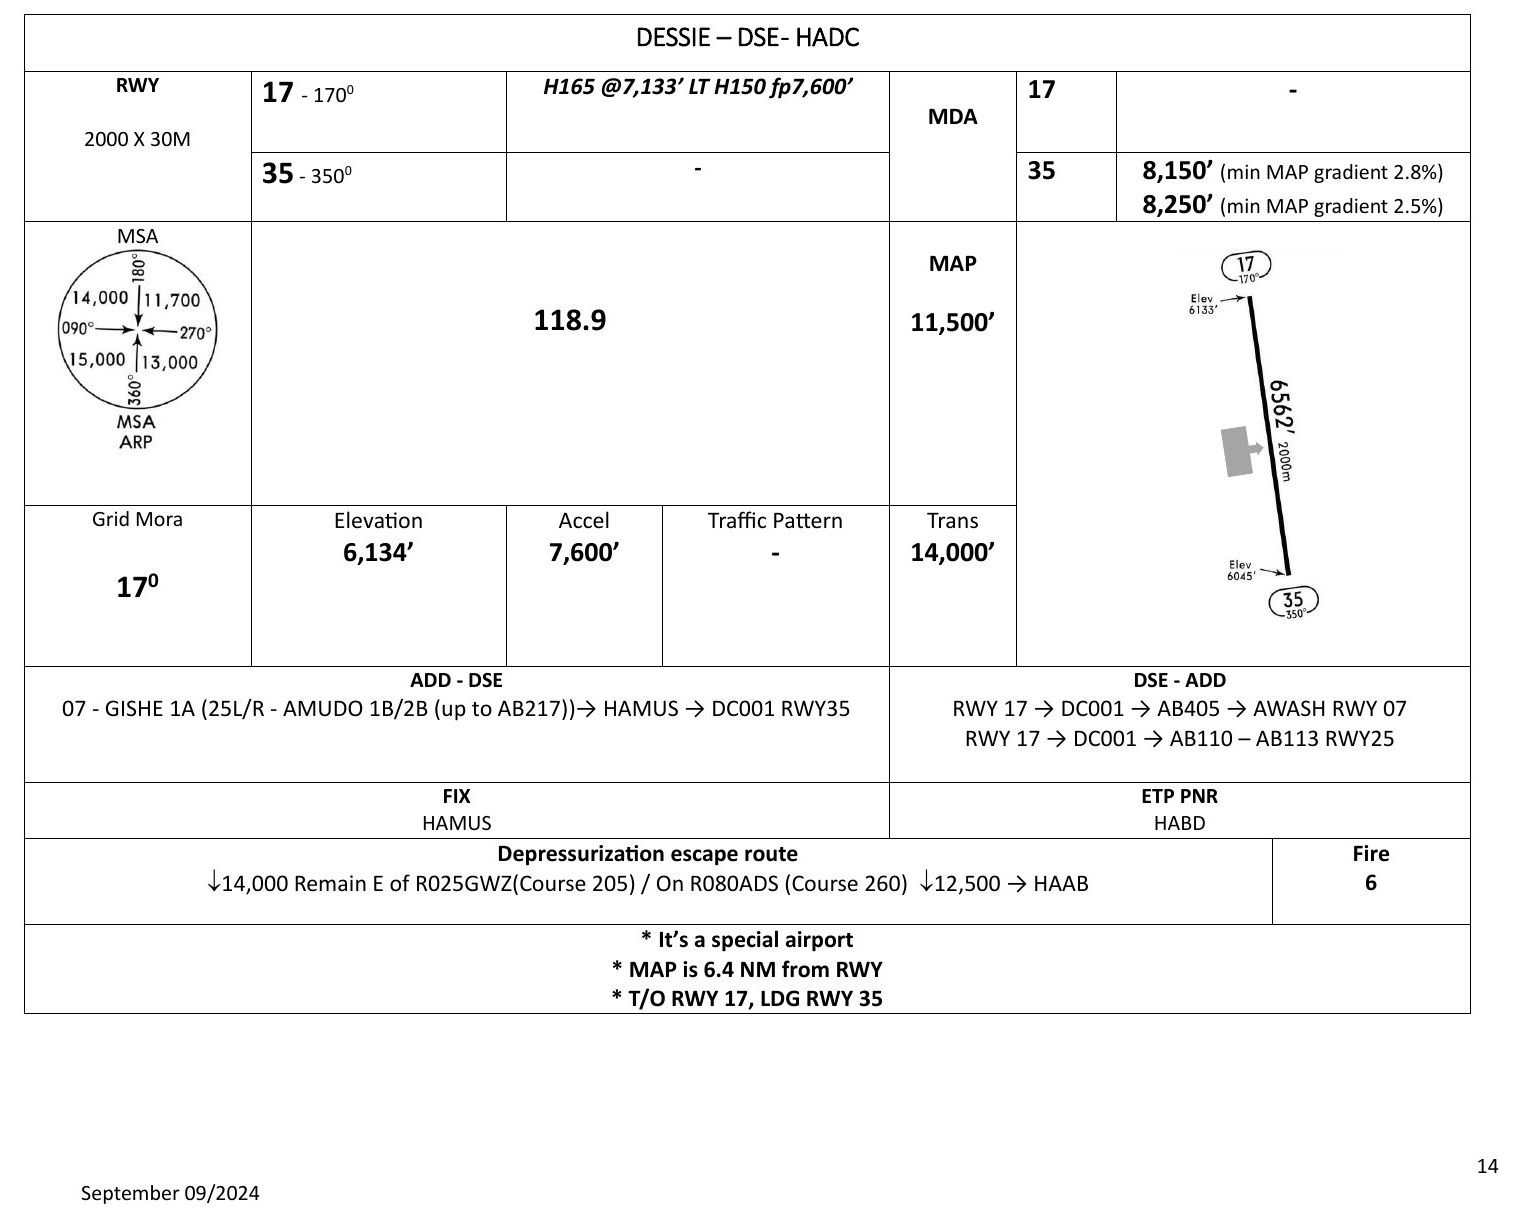 DESSIE – DSE- HADC
RWY
2000 X 30M
17 - 170⁰
H165 @7,133’ LT H150 fp7,600’
35 - 350⁰
-
MDA
17
-
35
8,150’ (min MAP gradient 2.8%)
8,250’ (min MAP gradient 2.5%)
MSA
180°
14,000
11,700
090°
270°
15,000
13,000
360°
MSA
ARP
118.9
MAP
11,500’
17
170°
Elev
6133'
6562'
2000m
Elev
6045'
35
350°
Grid Mora
17⁰
Elevation
6,134’
Accel
7,600’
Traffic Pattern
-
Trans
14,000’
ADD - DSE
07 - GISHE 1A (25L/R - AMUDO 1B/2B (up to AB217))→ HAMUS → DC001 RWY35
DSE - ADD
RWY 17 → DC001 → AB405 → AWASH RWY 07
RWY 17 → DC001 → AB110 – AB113 RWY25
FIX
HAMUS
ETP PNR
HABD
Depressurization escape route
↓14,000 Remain E of R025GWZ(Course 205) / On R080ADS (Course 260) ↓12,500 → HAAB
Fire
6
* It’s a special airport
* MAP is 6.4 NM from RWY
* T/O RWY 17, LDG RWY 35
14
September 09/2024